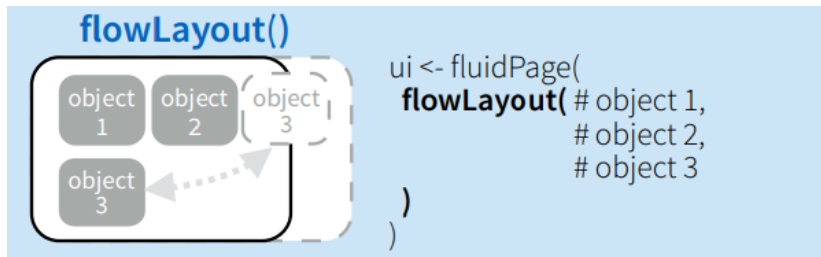 flowLayout()
object
1
object
2
object
3
object
3
ui <- fluidPage(
flowLayout( # object 1,
# object 2,
# object 3
)
)